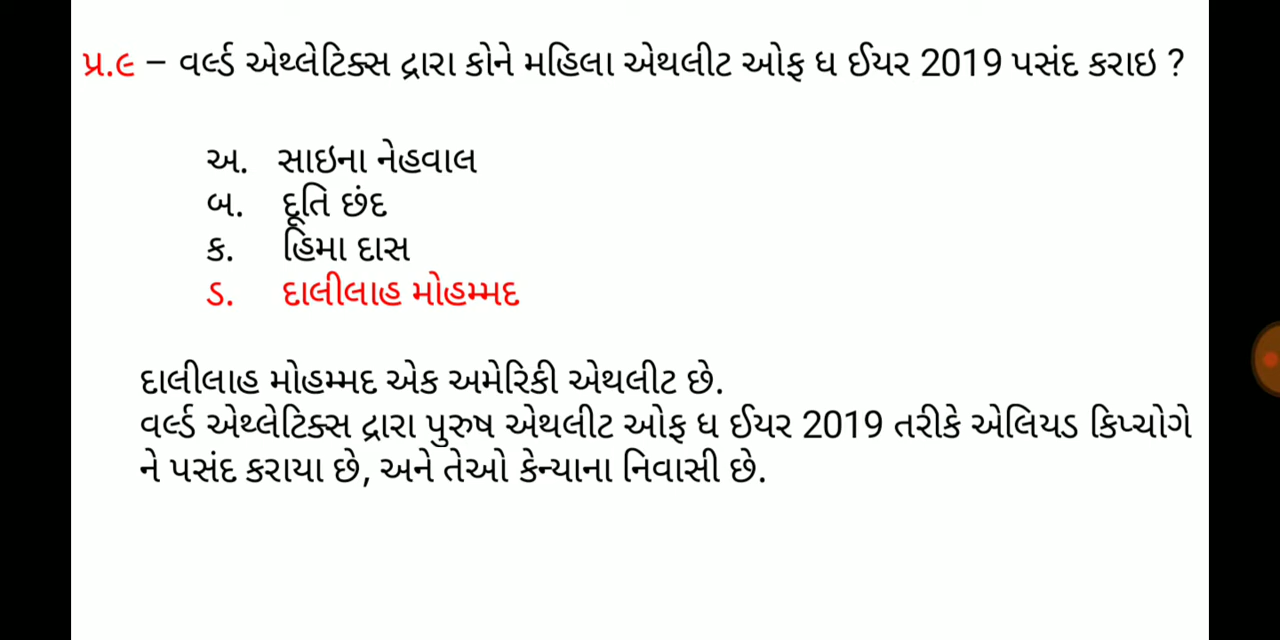 પ્ર.૯ – વર્લ્ડ એથ્લેટિક્સ દ્રારા કોને મહિલા એથલીટ ઓફ ધ ઈયર 2019 પસંદ કરાઇ ?
અ. સાઇના નેહવાલ
બ. દૂતિ છંદ
ક. હિમા દાસ
ડ. દાલીલાહ મોહમ્મદ
દાલીલાહ મોહમ્મદ એક અમેરિકી એથલીટ છે.
વર્લ્ડ એથ્લેટિક્સ દ્રારા પુરુષ એથલીટ ઓફ ધ ઈયર 2019 તરીકે એલિયડ કિપ્ચોગે
ને પસંદ કરાયા છે, અને તેઓ કેન્યાના નિવાસી છે.